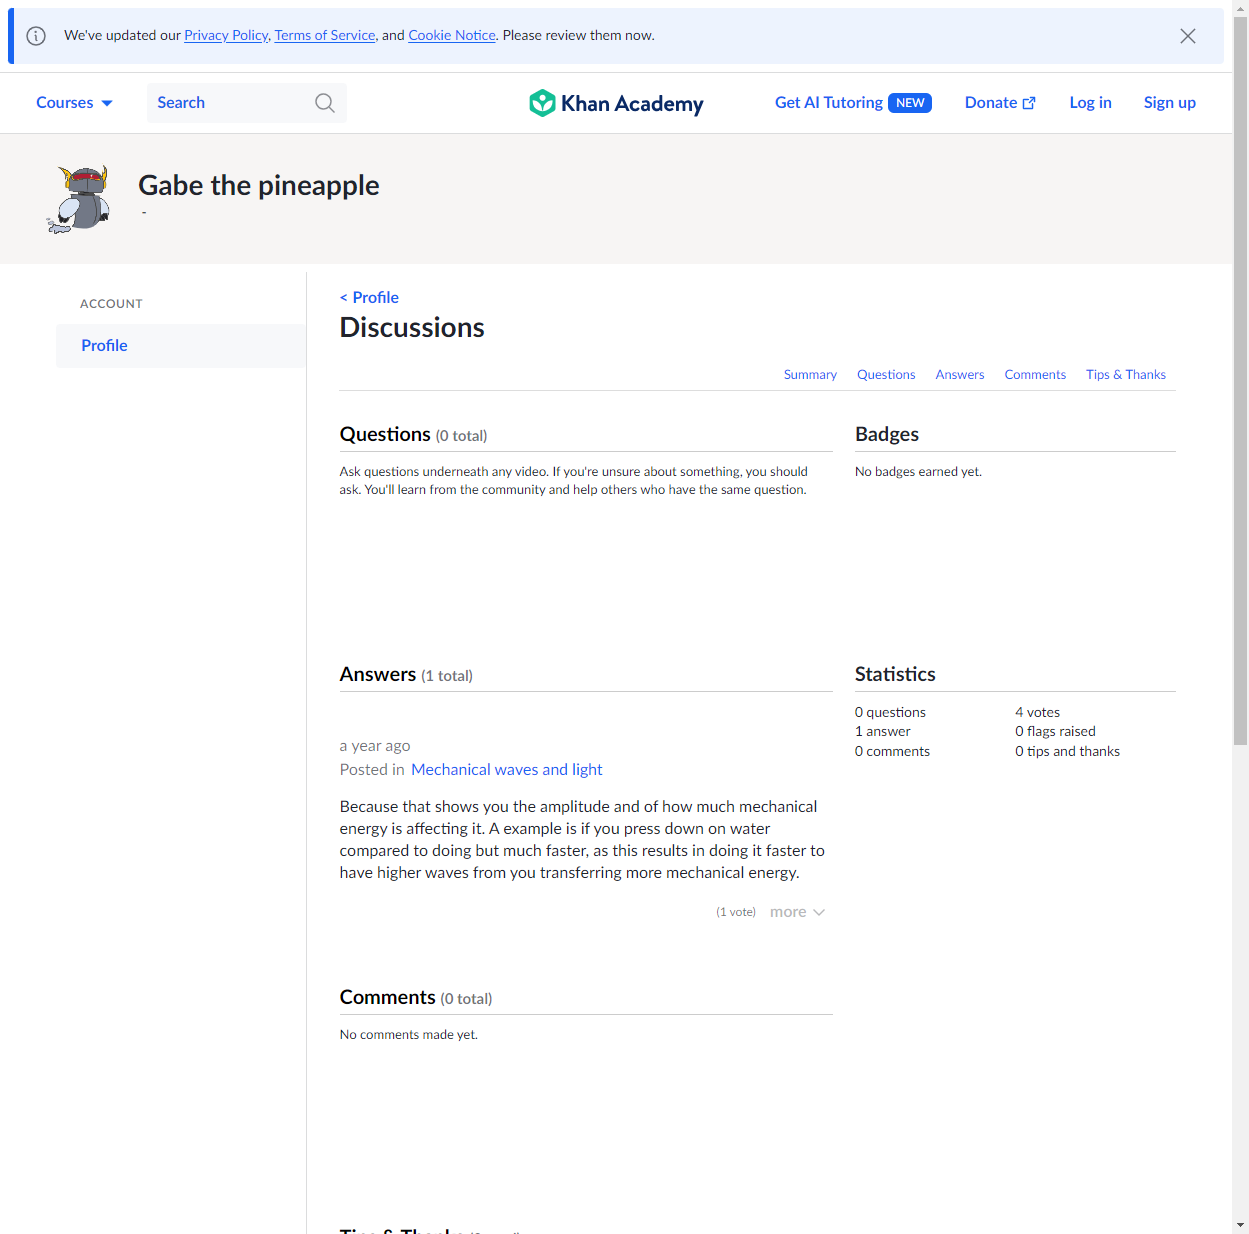 We've updated our Privacy Policy, Terms of Service, and Cookie Notice. Please review them now.
Courses
Search
Khan Academy
Get AI Tutoring NEW
Donate
Log in
Sign up
Gabe the pineapple
-
ACCOUNT
Profile
< Profile
Discussions
Summary Questions Answers Comments Tips & Thanks
Questions (0 total)
Ask questions underneath any video. If you're unsure about something, you should
ask. You'll learn from the community and help others who have the same question.
Badges
No badges earned yet.
Answers (1 total)
a year ago
Posted in Mechanical waves and light
Because that shows you the amplitude and of how much mechanical
energy is affecting it. A example is if you press down on water
compared to doing but much faster, as this results in doing it faster to
have higher waves from you transferring more mechanical energy.
(1 vote) more
Statistics
0 questions
1 answer
0 comments
4 votes
0 flags raised
0 tips and thanks
Comments (0 total)
No comments made yet.
Tips & Thanks